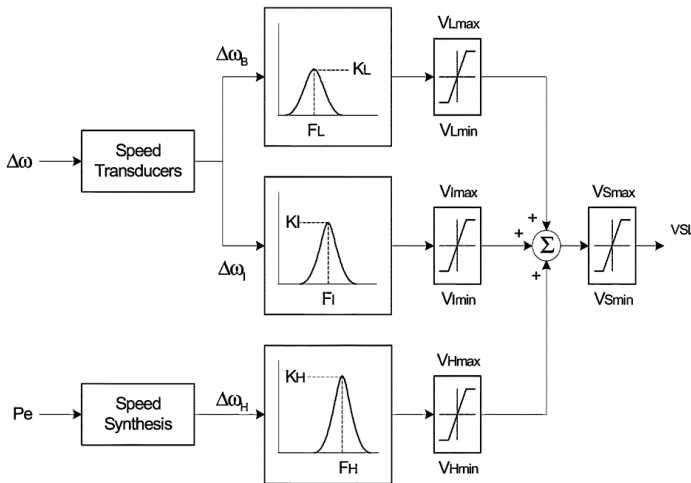 VLmax
ΔωB
KL
FL
VLmin
Δω
Speed
Transducers
VImax
VSmax
KI
+
+
Σ
VSL
+
ΔωI
FI
VImin
VSmin
VHmax
KH
Pe
Speed
Synthesis
ΔωH
FH
VHmin